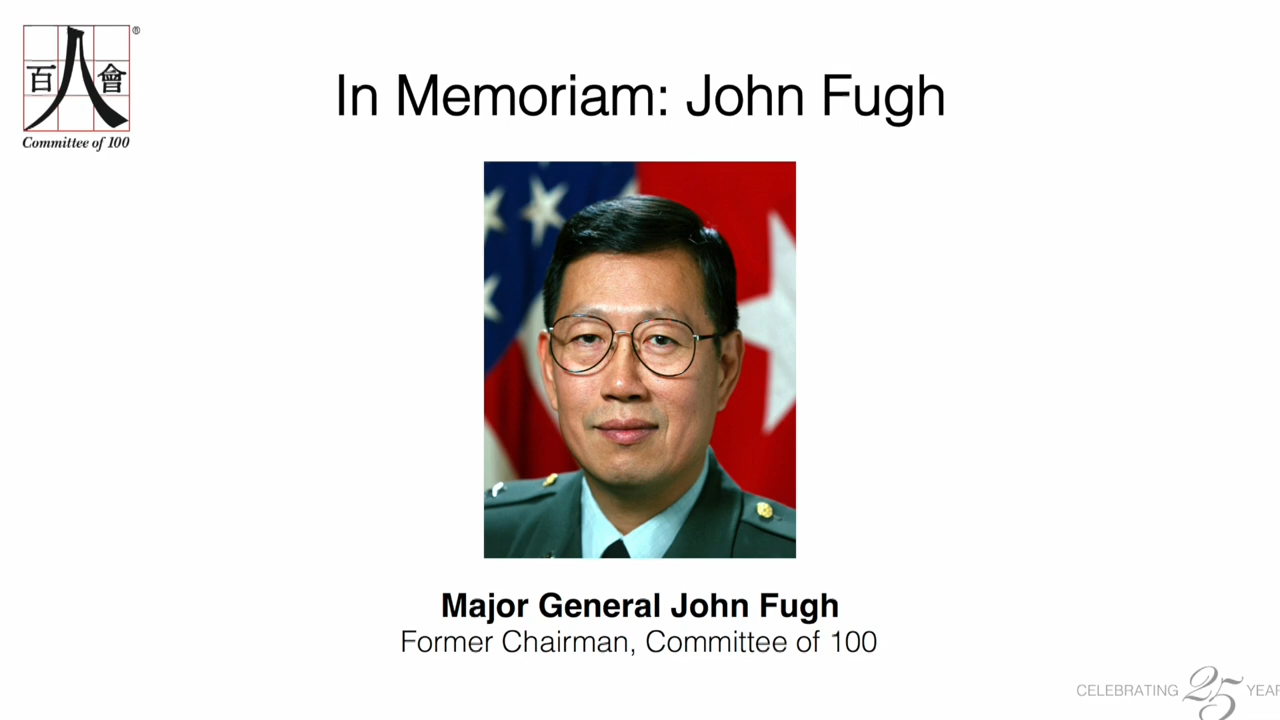 百人會®
Committee of 100
In Memoriam: John Fugh
Major General John Fugh
Former Chairman, Committee of 100
CELEBRATING 25 YEAR